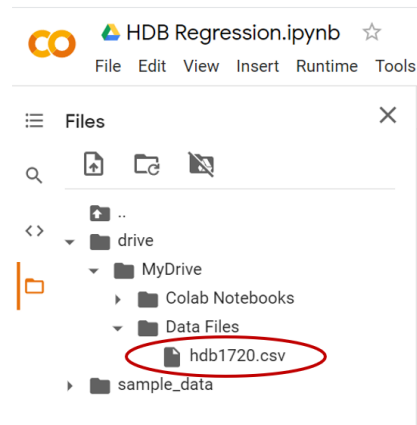 HDB Regression.ipynb
File Edit View Insert Runtime Tools
Files
..
drive
MyDrive
Colab Notebooks
Data Files
hdb1720.csv
sample_data